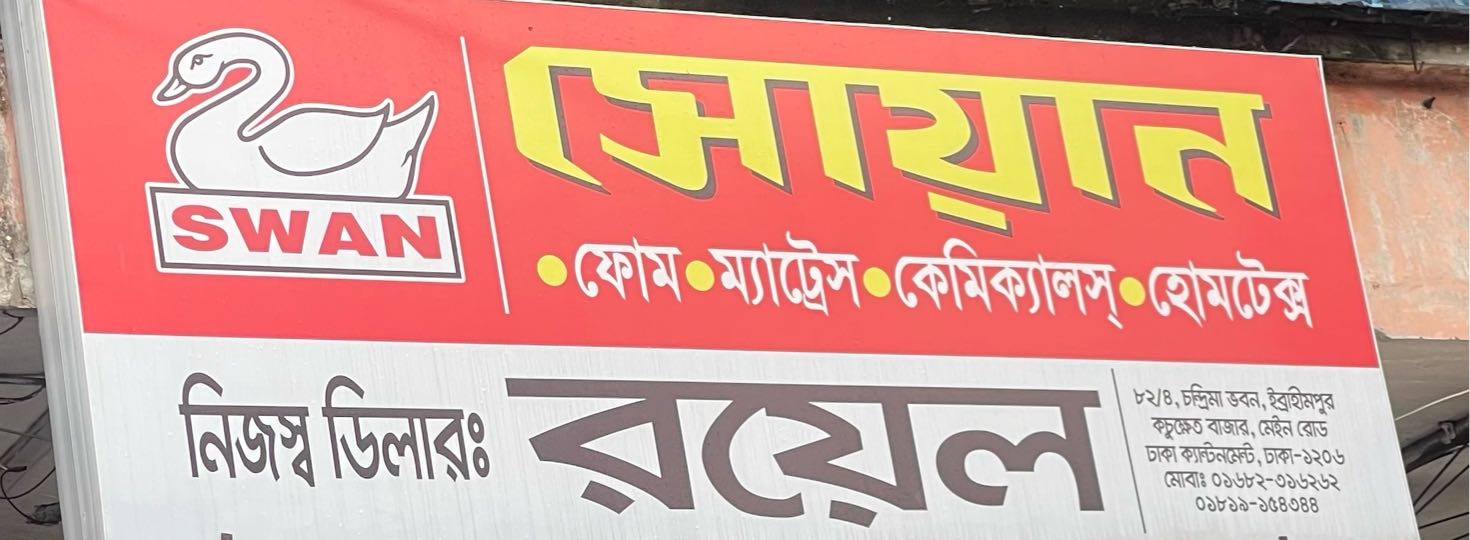 SWAN
সোয়ান
•ফোম•ম্যাট্রেস•কেমিক্যালস্•হোমটেক্স
নিজস্ব ডিলারঃ
রয়েল
৮২/৪, চন্দ্রিমা ভবন, ইব্রাহীমপুর
কচুক্ষেত বাজার, মেইন রোড
ঢাকা ক্যান্টনমেন্ট, ঢাকা-১২০৬
মোবাঃ ০১৬৮২-৩১৬২৬২
০১৮১৯-১৫৪৩৪৪